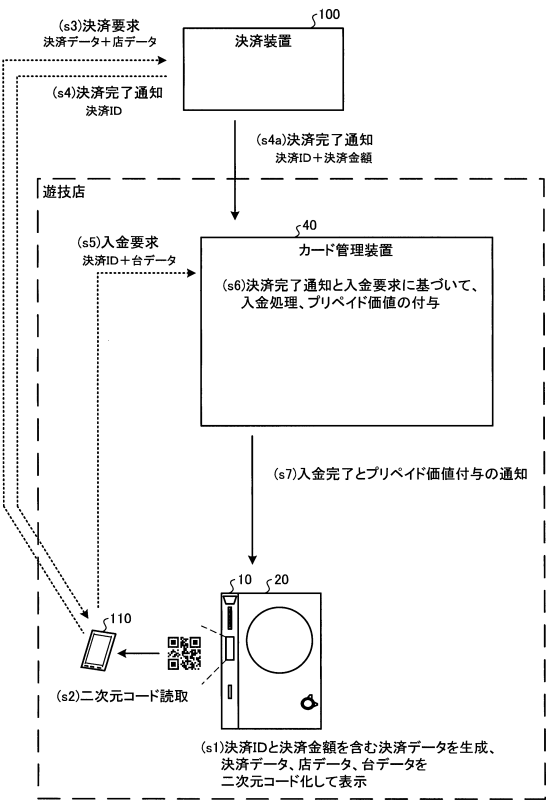 (s3)決済要求
決済データ＋店データ
100
決済装置
(s4)決済完了通知
決済ID
(s4a)決済完了通知
決済ID＋決済金額
遊技店
(s5)入金要求
決済ID＋台データ
40
カード管理装置
(s6)決済完了通知と入金要求に基づいて、
入金処理、プリペイド価値の付与
(s7)入金完了とプリペイド価値付与の通知
10
20
110
(s2)二次元コード読取
(s1)決済IDと決済金額を含む決済データを生成、
決済データ、店データ、台データを
二次元コード化して表示